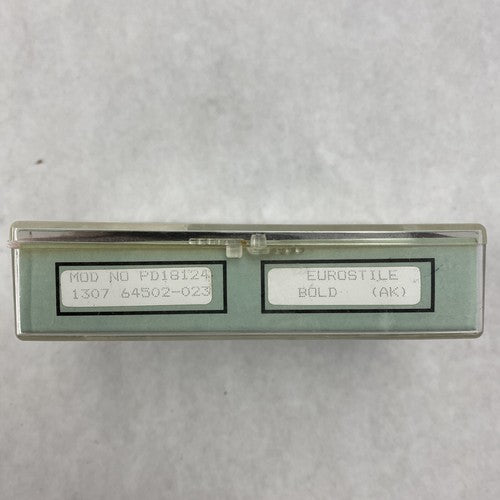 MOD NO PD18124
1307 64502-023
EUROSTILE
BOLD (AK)